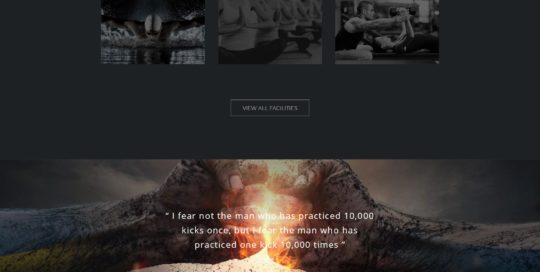 VIEW ALL FACILITIES
“ I fear not the man who has practiced 10,000
kicks once, but I fear the man who has
practiced one kick 10,000 times ”